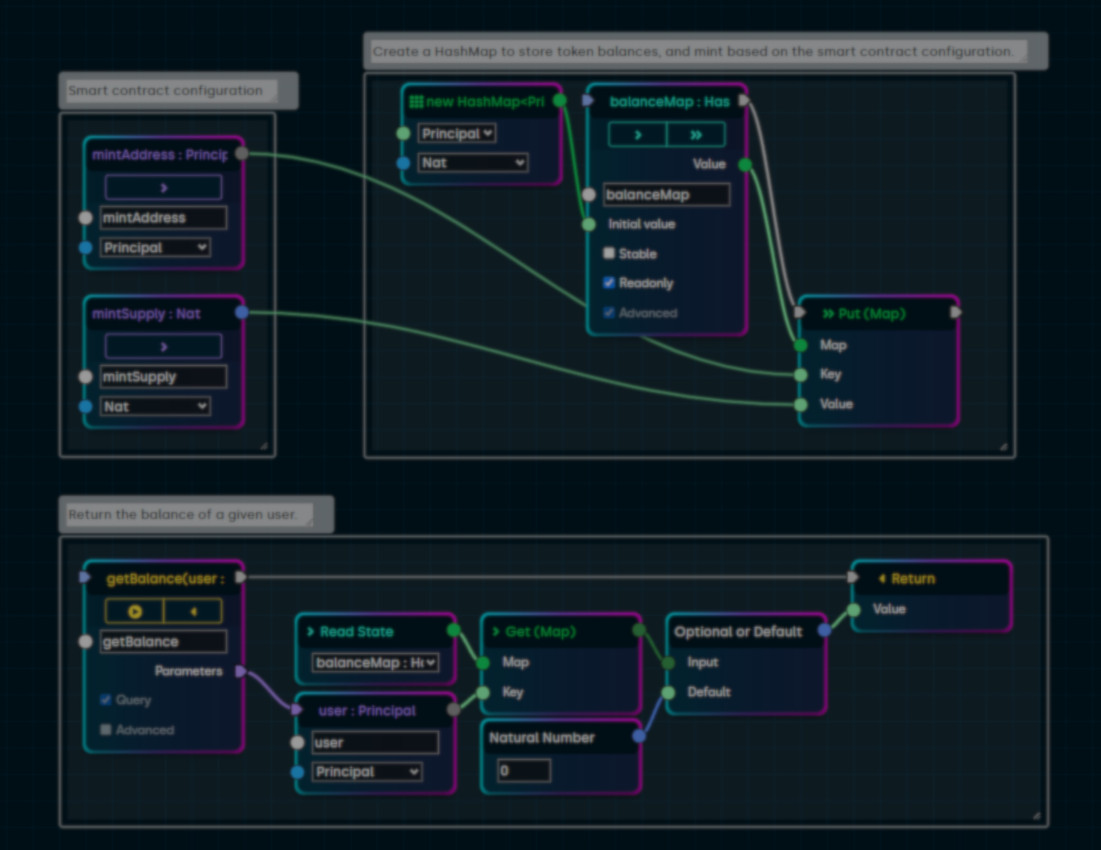 Create a HashMap to store token balances, and mint based on the smart contract configuration.
Smart contract configuration
mintAddress : Princip
mintAddress
Principal
mintSupply : Nat
mintSupply
Nat
new HashMap<Pri
Principal
Nat
balanceMap : Has
Value
balanceMap
Initial value
Stable
Readonly
Advanced
Put (Map)
Map
Key
Value
Return the balance of a given user.
getBalance(user :
getBalance
Parameters
Query
Advanced
Read State
balanceMap : H
user : Principal
user
Principal
Get (Map)
Map
Key
Natural Number
0
Optional or Default
Input
Default
Return
Value